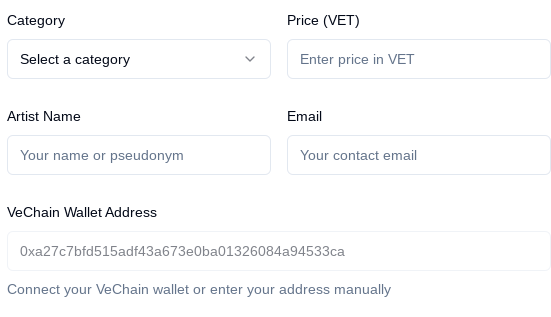 Category
Price (VET)
Select a category
Enter price in VET
Artist Name
Email
Your name or pseudonym
Your contact email
VeChain Wallet Address
0xa27c7bfd515adf43a673e0ba01326084a94533ca
Connect your VeChain wallet or enter your address manually